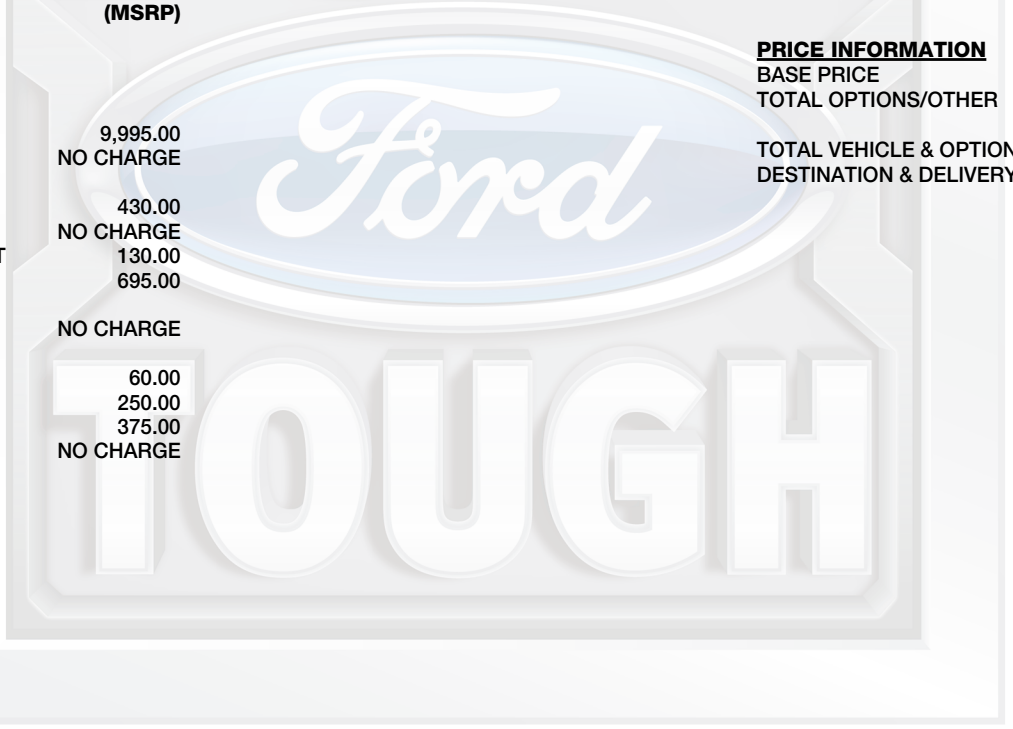 (MSRP)
9,995.00
NO CHARGE
430.00
NO CHARGE
T 130.00
695.00
NO CHARGE
60.00
250.00
375.00
NO CHARGE
PRICE INFORMATION
BASE PRICE
TOTAL OPTIONS/OTHER
TOTAL VEHICLE & OPTION
DESTINATION & DELIVERY
Ford
TOUGH